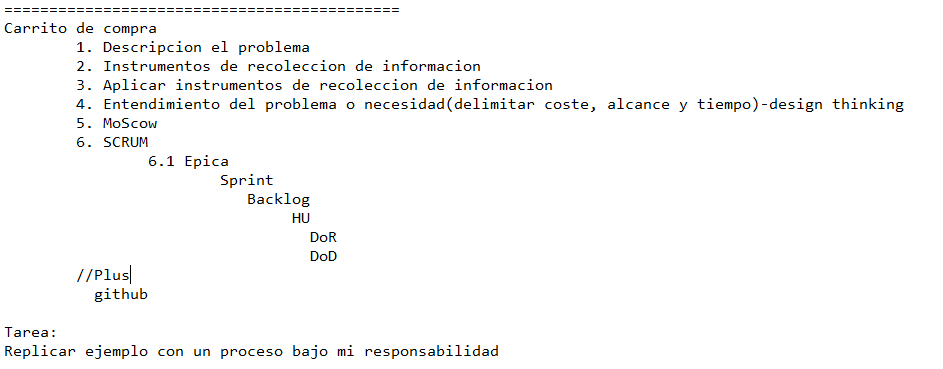 ============================================
Carrito de compra
1. Descripcion el problema
2. Instrumentos de recoleccion de informacion
3. Aplicar instrumentos de recoleccion de informacion
4. Entendimiento del problema o necesidad(delimitar coste, alcance y tiempo)-design thinking
5. MoScow
6. SCRUM
6.1 Epica
Sprint
Backlog
HU
DoR
DoD
//Plus
github
Tarea:
Replicar ejemplo con un proceso bajo mi responsabilidad